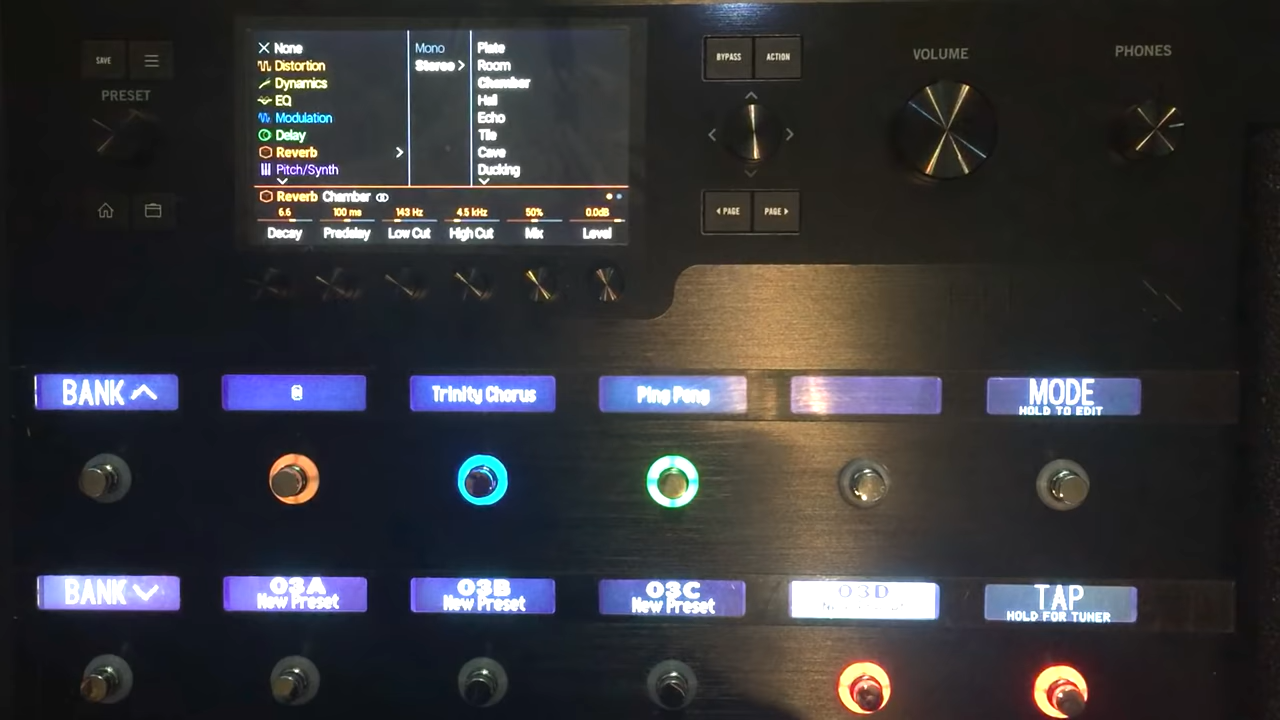 SAVE
PRESET
None
Distortion
Dynamics
EQ
Modulation
Delay
Reverb
Pitch/Synth
Mono
Stereo
Plate
Room
Chamber
Hall
Echo
Tile
Cave
Ducking
Reverb Chamber
6.6 100 ms 143 Hz 4.5 kHz 50% 0.0dB
Decay Predelay Low Cut High Cut Mix Level
BYPASS ACTION
PAGE PAGE
VOLUME
PHONES
BANK
Trinity Chorus
Ping Pong
MODE
HOLD TO EDIT
BANK
03A
New Preset
03B
New Preset
03C
New Preset
03D
TAP
HOLD FOR TUNER